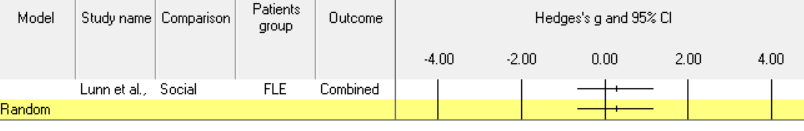 Model Study name Comparison Patients group Outcome Hedges's g and 95% CI
-4.00 -2.00 0.00 2.00 4.00
Lunn et al., Social FLE Combined
Random